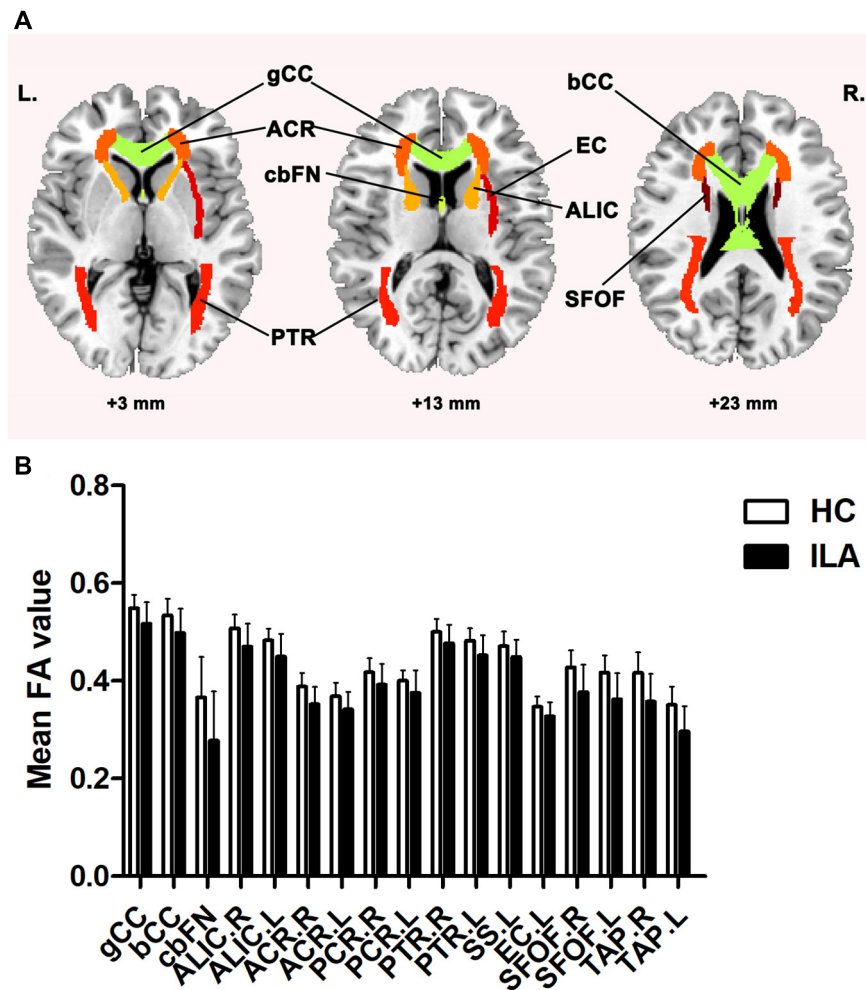 A
L.
gCC
bCC
R.
ACR
EC
cbFN
ALIC
SFOF
PTR
+3 mm
+13 mm
+23 mm
B
0.8
0.6
0.4
0.2
0.0
Mean FA value
HC
ILA
gCC
bCC
cbFN
ALIC.R
ALIC.L
ACR.R
ACR.L
PCR.R
PCR.L
PTR.R
PTR.L
SS.L
EC.L
SFOF.R
SFOF.L
TAP.R
TAP.L